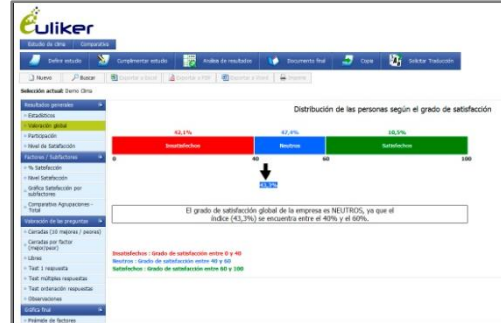 euliker
Estudio de clima Comparativa
Definir estudio Cumplimentar estudio Análisis de resultados Documento final Copia Solicitar Traducción
Nuevo Buscar Exportar a Excel Exportar a PDF Exportar a Word Imprimir
Selección actual: Demo Clima
Resultados generales
Estadísticas
Valoración global
Participación
Nivel de Satisfacción
Factores / Subfactores
% Satisfacción
Nivel Satisfacción
Gráfica Satisfacción por subfactores
Comparativa Agrupaciones - Total
Valoración de las preguntas
Cerradas (10 mejores / peores)
Cerradas por factor (mejor/peor)
Libres
Test 1 respuesta
Test múltiples respuestas
Test ordenación respuestas
Observaciones
Gráfica final
Pirámide de factores
Distribución de las personas según el grado de satisfacción
42,1% 47,4% 10,5%
Insatisfechos Neutros Satisfechos
0 40 60 100
43,3%
El grado de satisfacción global de la empresa es NEUTROS, ya que el
índice (43,3%) se encuentra entre el 40% y el 60%.
Insatisfechos : Grado de satisfacción entre 0 y 40
Neutros : Grado de satisfacción entre 40 y 60
Satisfechos : Grado de satisfacción entre 60 y 100